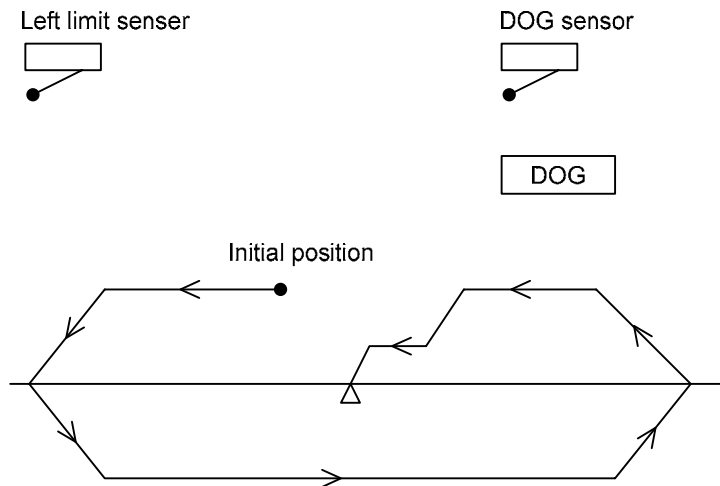 Left limit senser
DOG sensor
DOG
Initial position